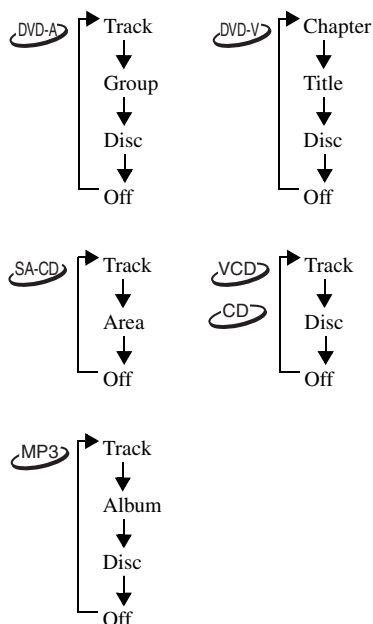 DVD-A
Track
Group
Disc
Off
DVD-V
Chapter
Title
Disc
Off
SA-CD
Track
Area
Off
VCD
CD
Track
Disc
Off
MP3
Track
Album
Disc
Off